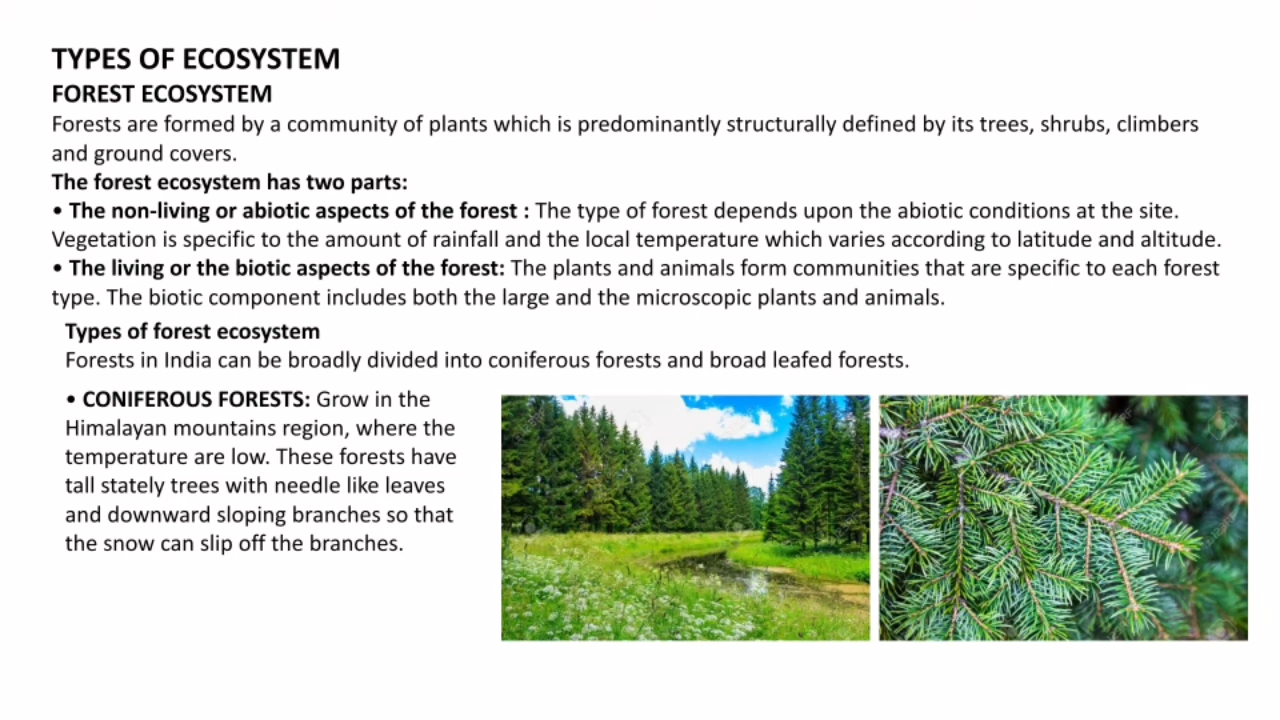 TYPES OF ECOSYSTEM
FOREST ECOSYSTEM
Forests are formed by a community of plants which is predominantly structurally defined by its trees, shrubs, climbers
and ground covers.
The forest ecosystem has two parts:
• The non-living or abiotic aspects of the forest : The type of forest depends upon the abiotic conditions at the site.
Vegetation is specific to the amount of rainfall and the local temperature which varies according to latitude and altitude.
• The living or the biotic aspects of the forest: The plants and animals form communities that are specific to each forest
type. The biotic component includes both the large and the microscopic plants and animals.
Types of forest ecosystem
Forests in India can be broadly divided into coniferous forests and broad leafed forests.
• CONIFEROUS FORESTS: Grow in the
Himalayan mountains region, where the
temperature are low. These forests have
tall stately trees with needle like leaves
and downward sloping branches so that
the snow can slip off the branches.